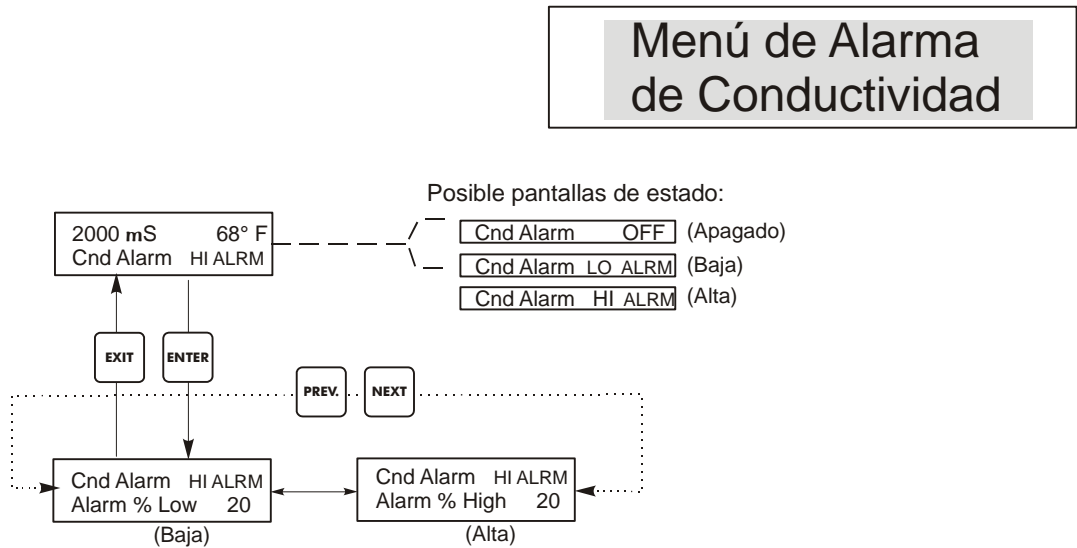 Menú de Alarma
de Conductividad
Posible pantallas de estado:
2000 mS 68° F
Cnd Alarm HI ALRM
Cnd Alarm OFF (Apagado)
Cnd Alarm LO ALRM (Baja)
Cnd Alarm HI ALRM (Alta)
EXIT
ENTER
PREV.
NEXT
Cnd Alarm HI ALRM
Alarm % Low 20
(Baja)
Cnd Alarm HI ALRM
Alarm % High 20
(Alta)